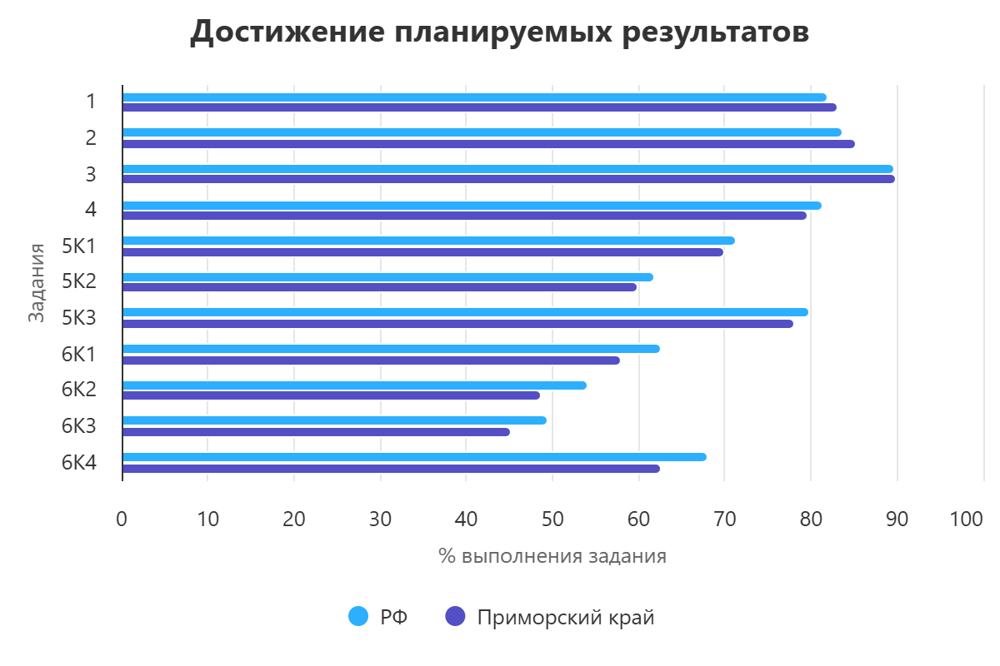 Достижение планируемых результатов
Задания
1
2
3
4
5К1
5К2
5К3
6К1
6К2
6К3
6К4
0 10 20 30 40 50 60 70 80 90 100
% выполнения задания
РФ Приморский край